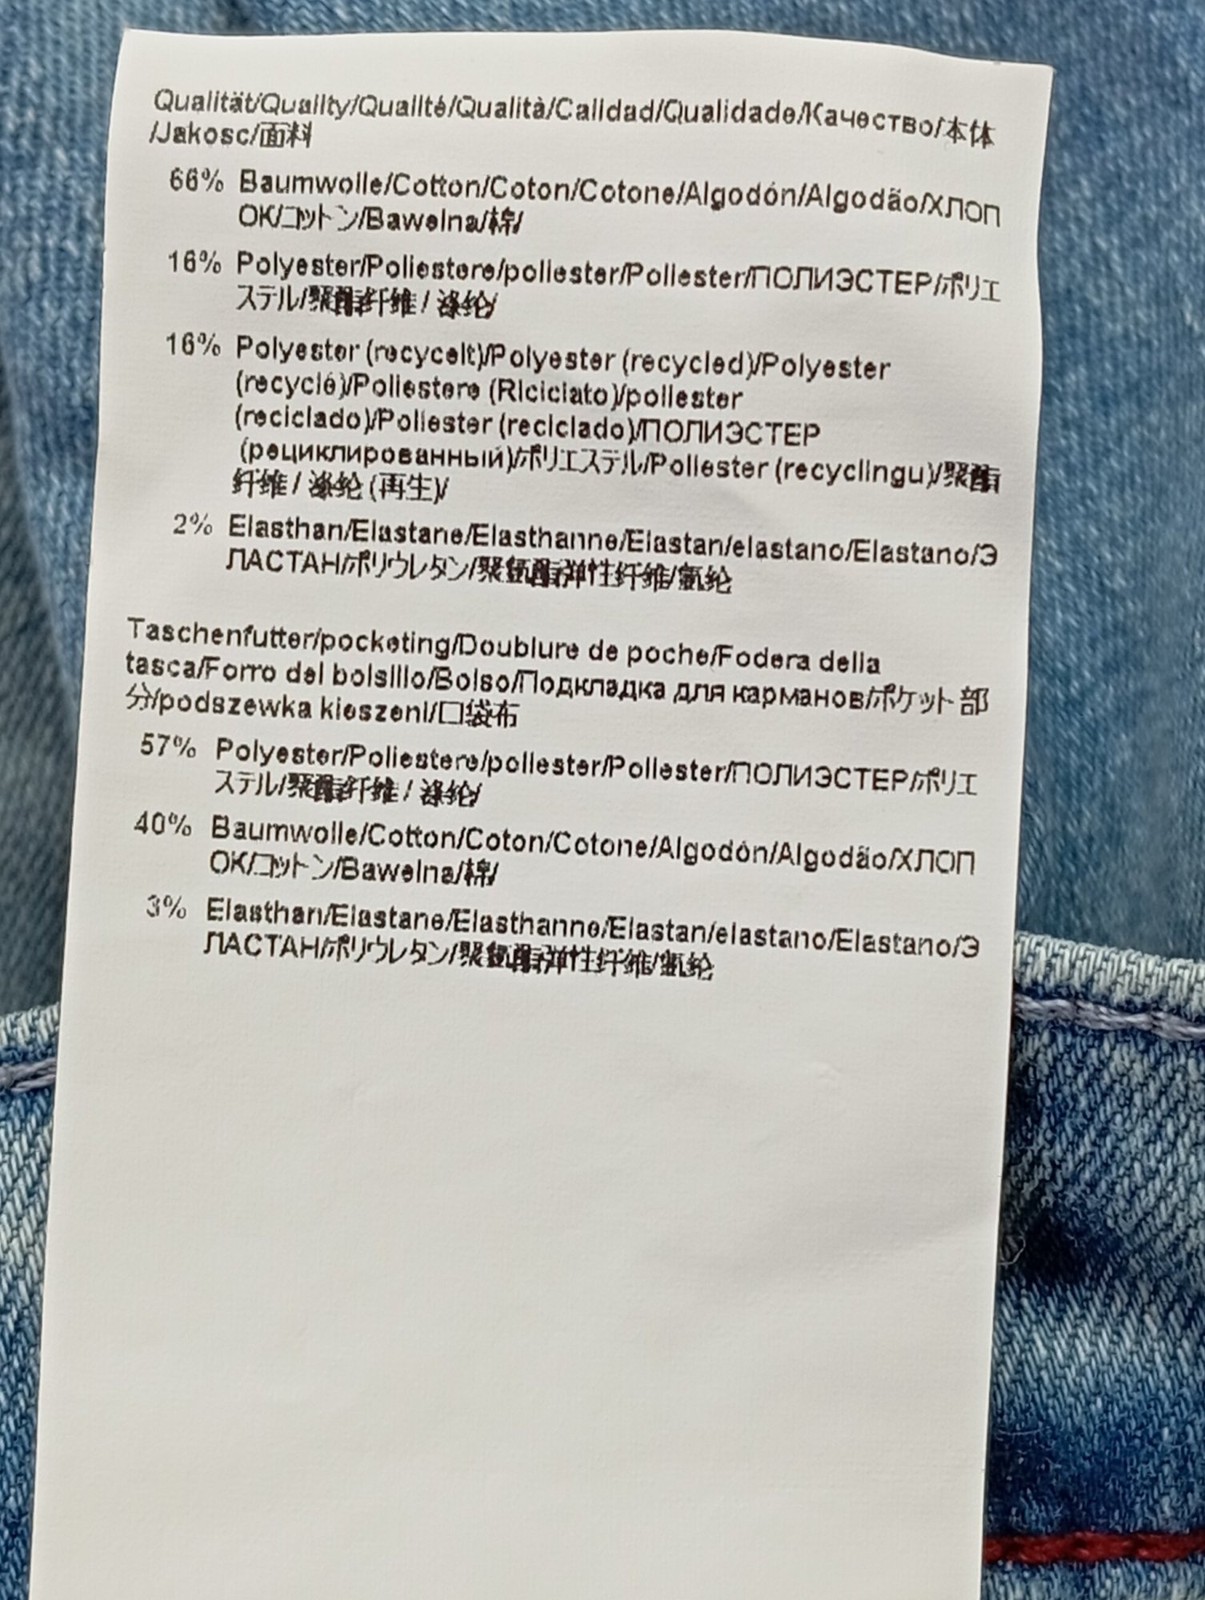 Qualität/Quality/Qualité/Qualità/Calidad/Qualidade/Качество/本体
/Jakosc/面料
66% Baumwolle/Cotton/Coton/Cotone/Algodón/Algodão/ХЛОП
ОК/コットン/Bawelna/棉/
16% Polyester/Poliestere/poliester/Poliester/ПОЛИЭСТЕР/ポリエ
ステル/聚酯纤维 / 涤纶/
16% Polyester (recycelt)/Polyester (recycled)/Polyester
(recyclé)/Poliestere (Riciclato)/poliester
(reciclado)/Poliester (reciclado)/ПОЛИЭСТЕР
(рециклированный)/ポリエステル/Poliester (recyclingu)/聚酯
纤维 / 涤纶 (再生)/
2% Elasthan/Elastane/Elasthanne/Elastan/elastano/Elastano/Э
ЛАСТАН/ポリウレタン/聚氨酯弹性纤维/氨纶
Taschenfutter/pocketing/Doublure de poche/Fodera della
tasca/Forro del bolsillo/Bolso/Подкладка для карманов/ポケット部
分/podszewka kieszeni/口袋布
57% Polyester/Poliestere/poliester/Poliester/ПОЛИЭСТЕР/ポリエ
ステル/聚酯纤维 / 涤纶/
40% Baumwolle/Cotton/Coton/Cotone/Algodón/Algodão/ХЛОП
ОК/コットン/Bawelna/棉/
3% Elasthan/Elastane/Elasthanne/Elastan/elastano/Elastano/Э
ЛАСТАН/ポリウレタン/聚氨酯弹性纤维/氨纶